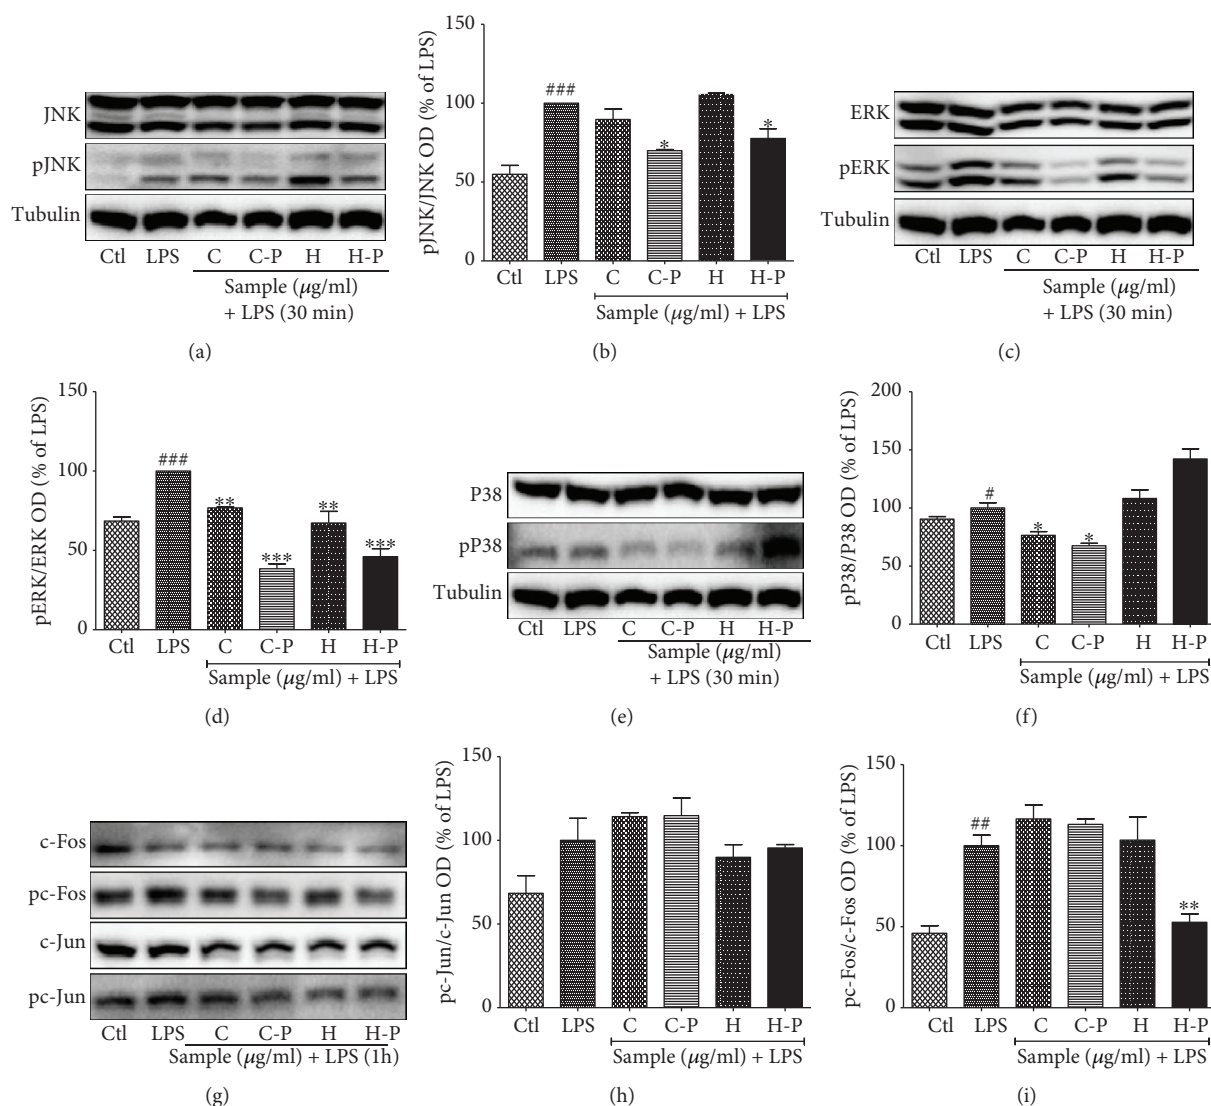 JNK
pJNK
Tubulin
Ctl LPS C C-P H H-P
Sample (μg/ml)
+ LPS (30 min)
(a)
pJNK/JNK OD (% of LPS)
150
100
50
0
###
*
*
Ctl LPS C C-P H H-P
Sample (μg/ml) + LPS
(b)
ERK
pERK
Tubulin
Ctl LPS C C-P H H-P
Sample (μg/ml)
+ LPS (30 min)
(c)
pERK/ERK OD (% of LPS)
150
100
50
0
###
**
***
**
***
Ctl LPS C C-P H H-P
Sample (μg/ml) + LPS
(d)
P38
pP38
Tubulin
Ctl LPS C C-P H H-P
Sample (μg/ml)
+ LPS (30 min)
(e)
pP38/P38 OD (% of LPS)
200
150
100
50
0
#
*
*
Ctl LPS C C-P H H-P
Sample (μg/ml) + LPS
(f)
c-Fos
pc-Fos
c-Jun
pc-Jun
Ctl LPS C C-P H H-P
Sample (μg/ml) + LPS (1h)
(g)
pc-Jun/c-Jun OD (% of LPS)
150
100
50
0
Ctl LPS C C-P H H-P
Sample (μg/ml) + LPS
(h)
pc-Fos/c-Fos OD (% of LPS)
150
100
50
0
##
**
Ctl LPS C C-P H H-P
Sample (μg/ml) + LPS
(i)